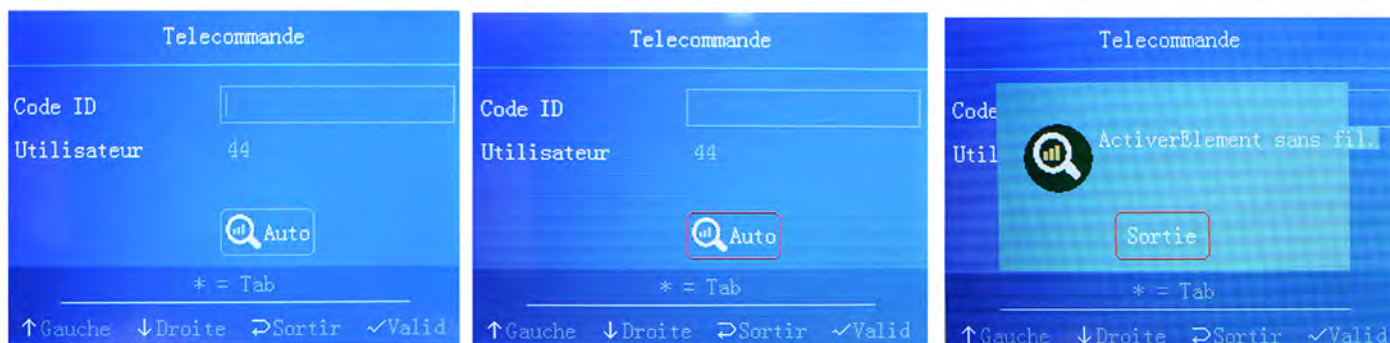 Telecommande
Code ID
Utilisateur 44
Auto
* = Tab
↑Gauche ↓Droite ⊋Sortir ✓Valid
Telecommande
Code ID
Utilisateur 44
Auto
* = Tab
↑Gauche ↓Droite ⊋Sortir ✓Valid
Telecommande
Code
Util
ActiverElement sans fil.
Sortie
* = Tab
↑Gauche ↓Droite ⊋Sortir ✓Valid